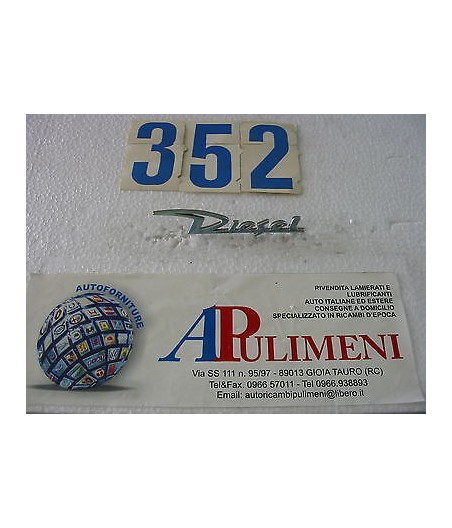 352
Diesel
AUTOFORNITURE
RIVENDITA LAMIERATI E
LUBRIFICANTI
AUTO ITALIANE ED ESTERE
CONSEGNE A DOMICILIO
SPECIALIZZATO IN RICAMBI D'EPOCA
APULIMENI
Via SS 111 n. 95/97 - 89013 GIOIA TAURO (RC)
Tel&Fax. 0966 57011 - Tel 0966.938893
Email: autoricambipulimeni@libero.it